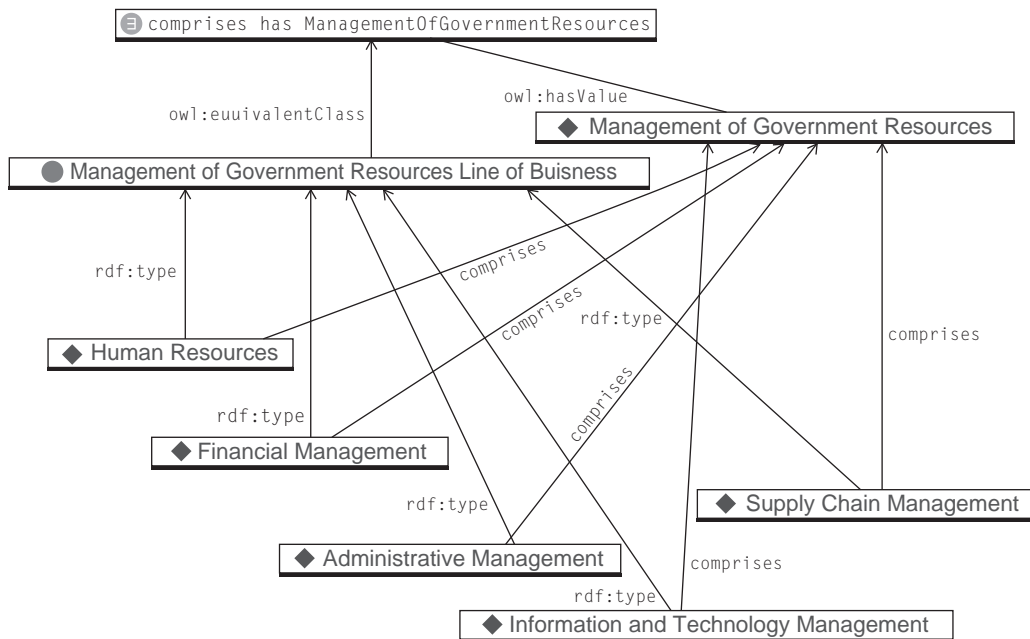 ∃ comprises has ManagementOfGovernmentResources
owl:hasValue
owl:euuivalentClass
Management of Government Resources
Management of Government Resources Line of Buisness
rdf:type
comprises
comprises
rdf:type
comprises
Human Resources
comprises
rdf:type
Financial Management
rdf:type
Supply Chain Management
Administrative Management
comprises
rdf:type
Information and Technology Management